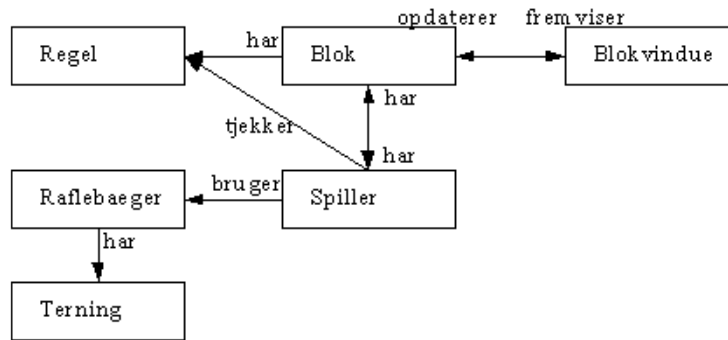 opdaterer fremviser
Regel har Blok Blokvindue
har
tjekker
har
Raflebaeger bruger Spiller
har
Terning